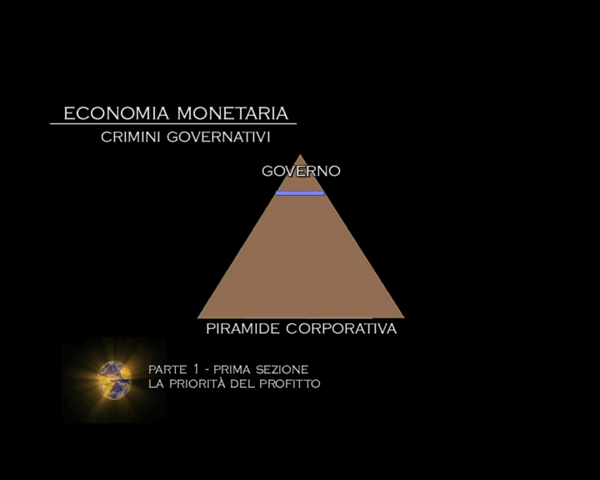 ECONOMIA MONETARIA
CRIMINI GOVERNATIVI
GOVERNO
PIRAMIDE CORPORATIVA
PARTE 1 - PRIMA SEZIONE
LA PRIORITÀ DEL PROFITTO